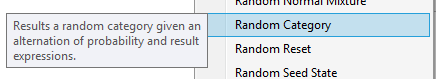 Random Normal Mixture
Results a random category given an
alternation of probability and result
expressions.
Random Category
Random Reset
Random Seed State